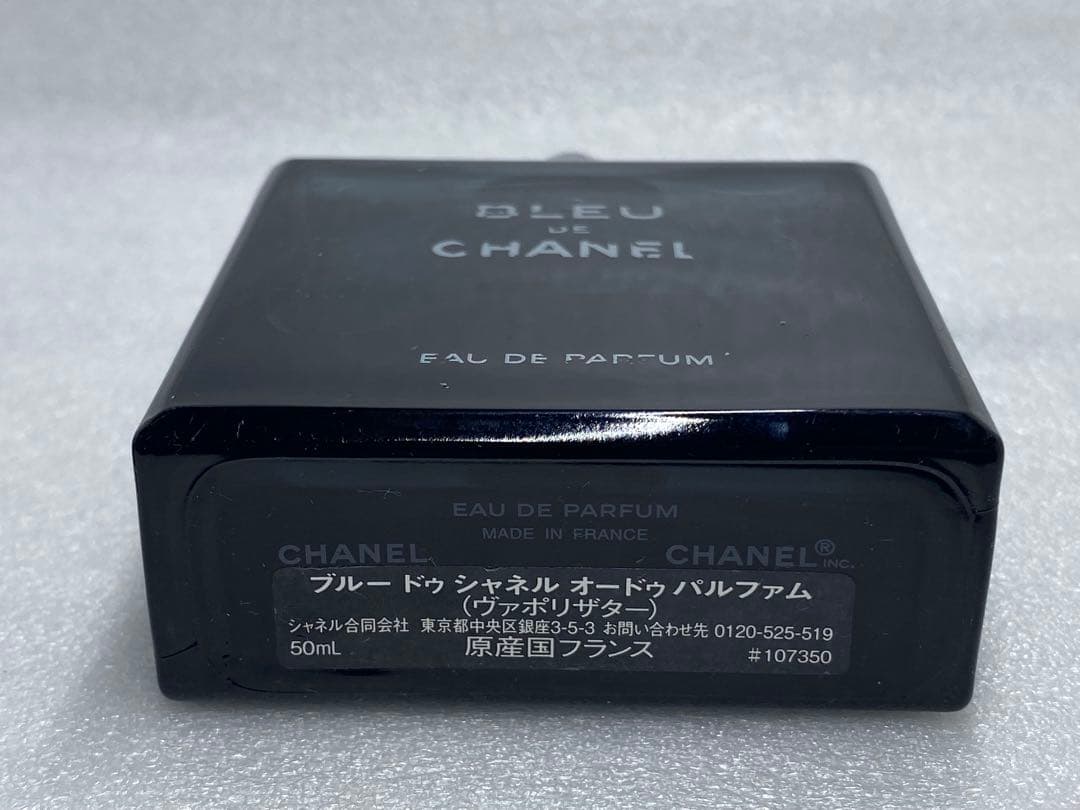 BLEU
DE
CHANEL
EAU DE PARFUM
EAU DE PARFUM
MADE IN FRANCE
CHANEL CHANEL® INC.
ブルー ドゥ シャネル オードゥ パルファム
(ヴァポリザター)
シャネル合同会社 東京都中央区銀座3-5-3 お問い合わせ先 0120-525-519
50mL 原産国フランス #107350